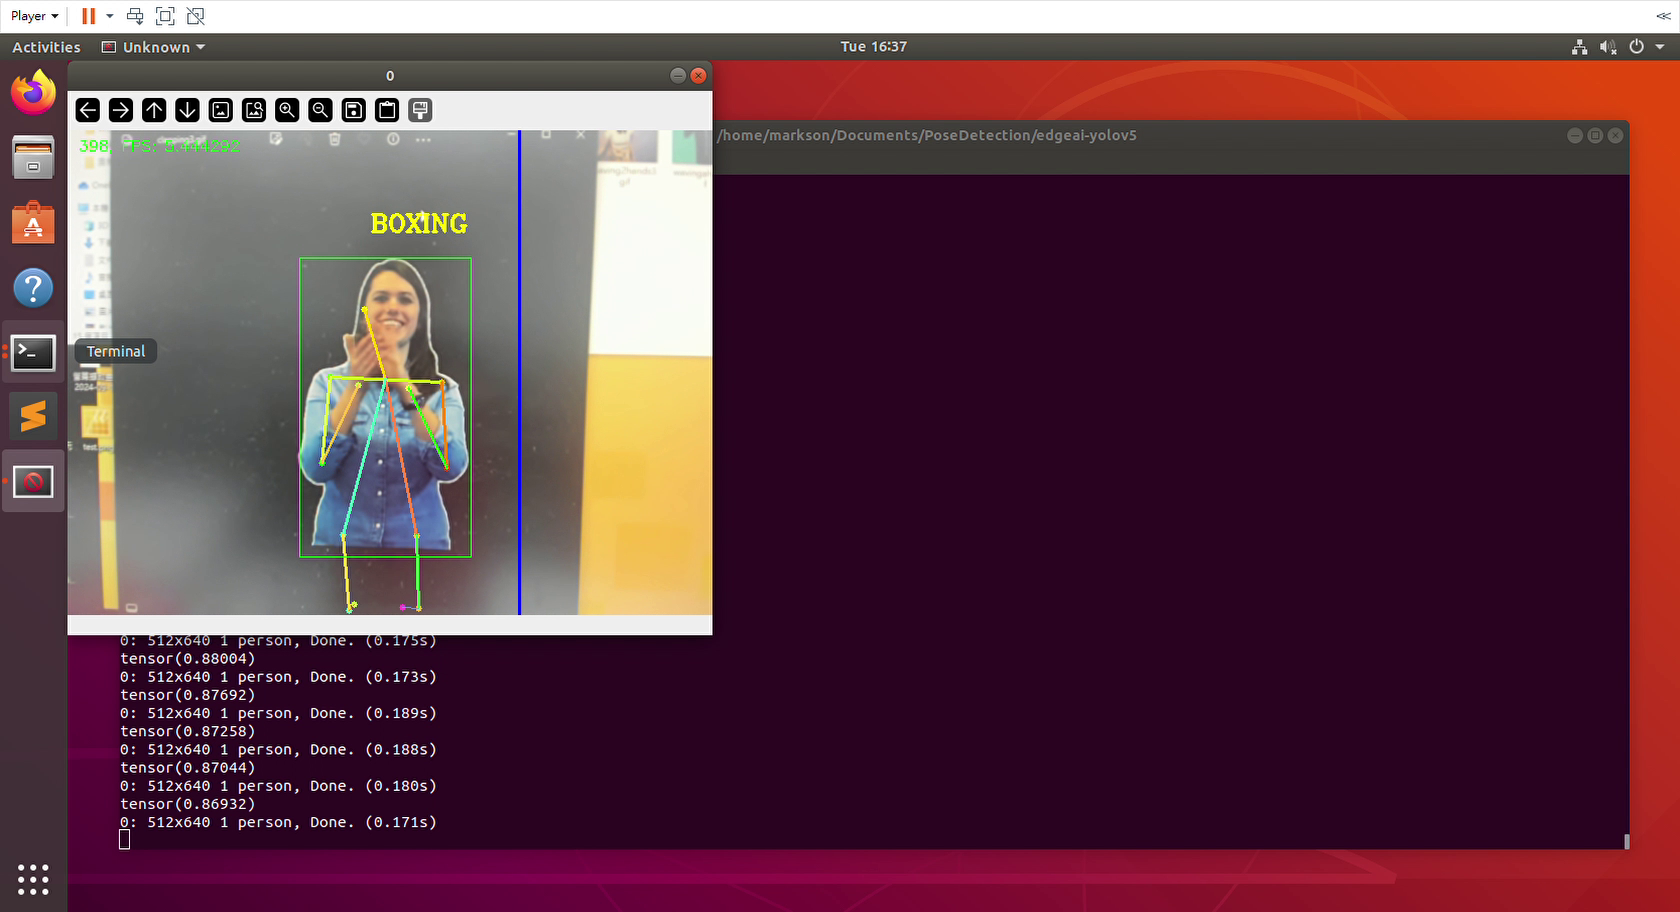 Player
Activities
Unknown
Tue 16:37
0
/home/markson/Documents/PoseDetection/edgeai-yolov5
398, FPS: 5.444292
BOXING
Terminal
0: 512x640 1 person, Done. (0.175s)
tensor(0.88004)
0: 512x640 1 person, Done. (0.173s)
tensor(0.87692)
0: 512x640 1 person, Done. (0.189s)
tensor(0.87258)
0: 512x640 1 person, Done. (0.188s)
tensor(0.87044)
0: 512x640 1 person, Done. (0.180s)
tensor(0.86932)
0: 512x640 1 person, Done. (0.171s)